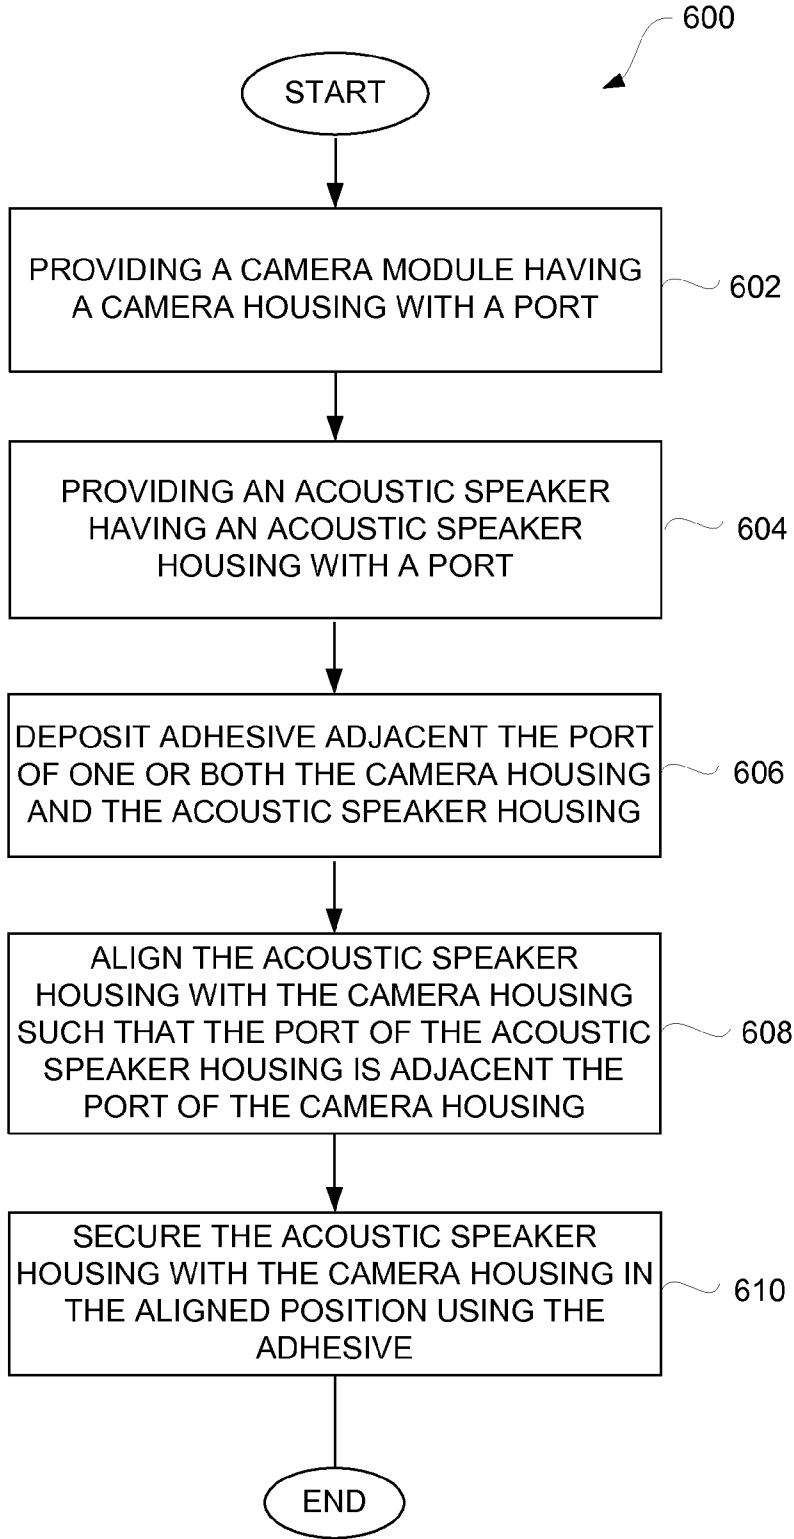 600
START
PROVIDING A CAMERA MODULE HAVING
A CAMERA HOUSING WITH A PORT
602
PROVIDING AN ACOUSTIC SPEAKER
HAVING AN ACOUSTIC SPEAKER
HOUSING WITH A PORT
604
DEPOSIT ADHESIVE ADJACENT THE PORT
OF ONE OR BOTH THE CAMERA HOUSING
AND THE ACOUSTIC SPEAKER HOUSING
606
ALIGN THE ACOUSTIC SPEAKER
HOUSING WITH THE CAMERA HOUSING
SUCH THAT THE PORT OF THE ACOUSTIC
SPEAKER HOUSING IS ADJACENT THE
PORT OF THE CAMERA HOUSING
608
SECURE THE ACOUSTIC SPEAKER
HOUSING WITH THE CAMERA HOUSING IN
THE ALIGNED POSITION USING THE
ADHESIVE
610
END